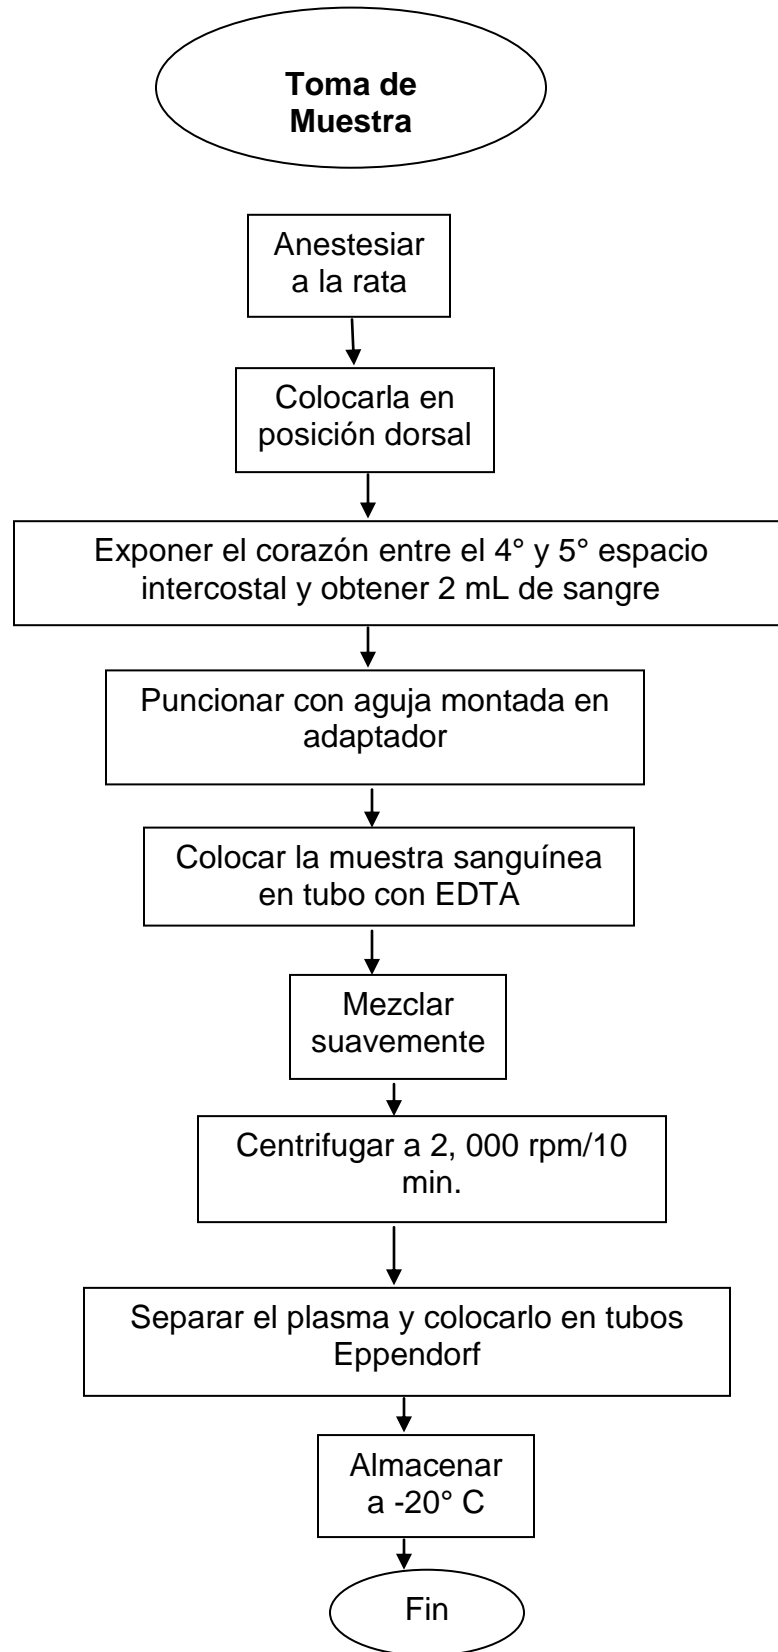 Toma de
Muestra
Anestesiar
a la rata
Colocarla en
posición dorsal
Exponer el corazón entre el 4° y 5° espacio
intercostal y obtener 2 mL de sangre
Puncionar con aguja montada en
adaptador
Colocar la muestra sanguínea
en tubo con EDTA
Mezclar
suavemente
Centrifugar a 2, 000 rpm/10
min.
Separar el plasma y colocarlo en tubos
Eppendorf
Almacenar
a -20° C
Fin